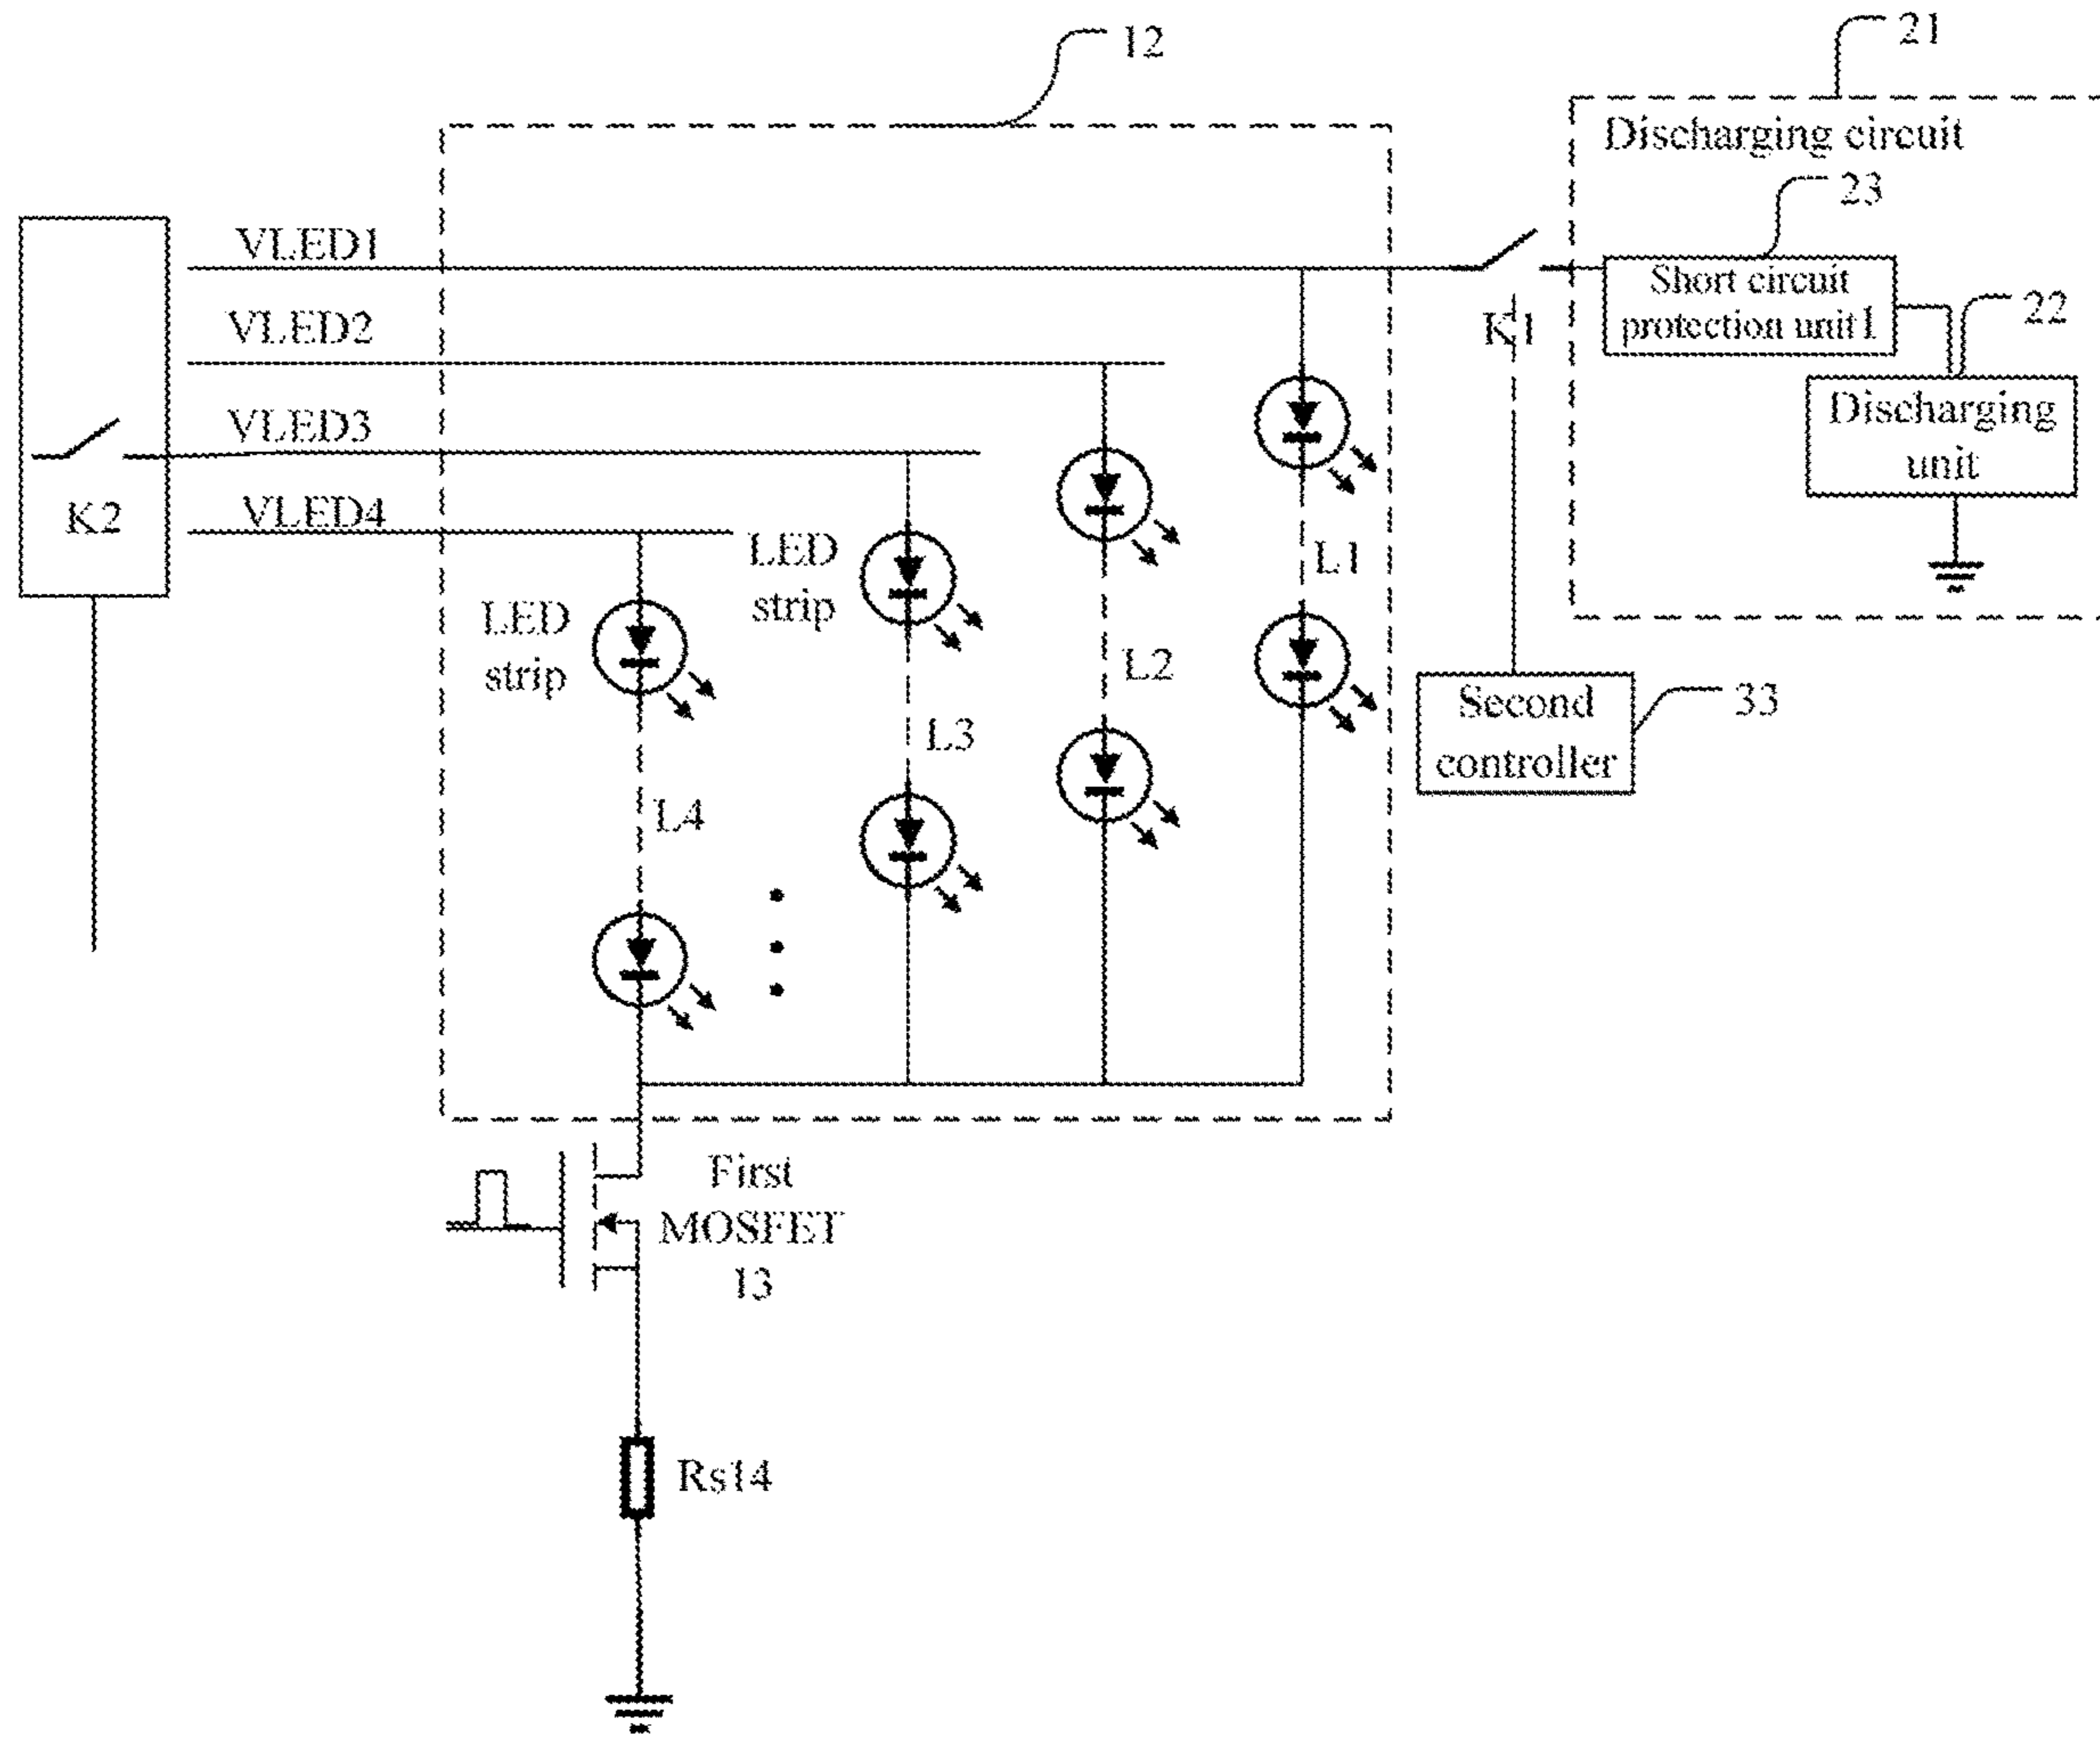 12
21
Discharging circuit
23
VLED1
Short circuit
protection unit1
22
VLED2
K1
Discharging
unit
VLED3
K2
VLED4
LED
strip
L1
LED
strip
L2
Second
controller
33
L3
L4
First
MOSFET
13
Rs14